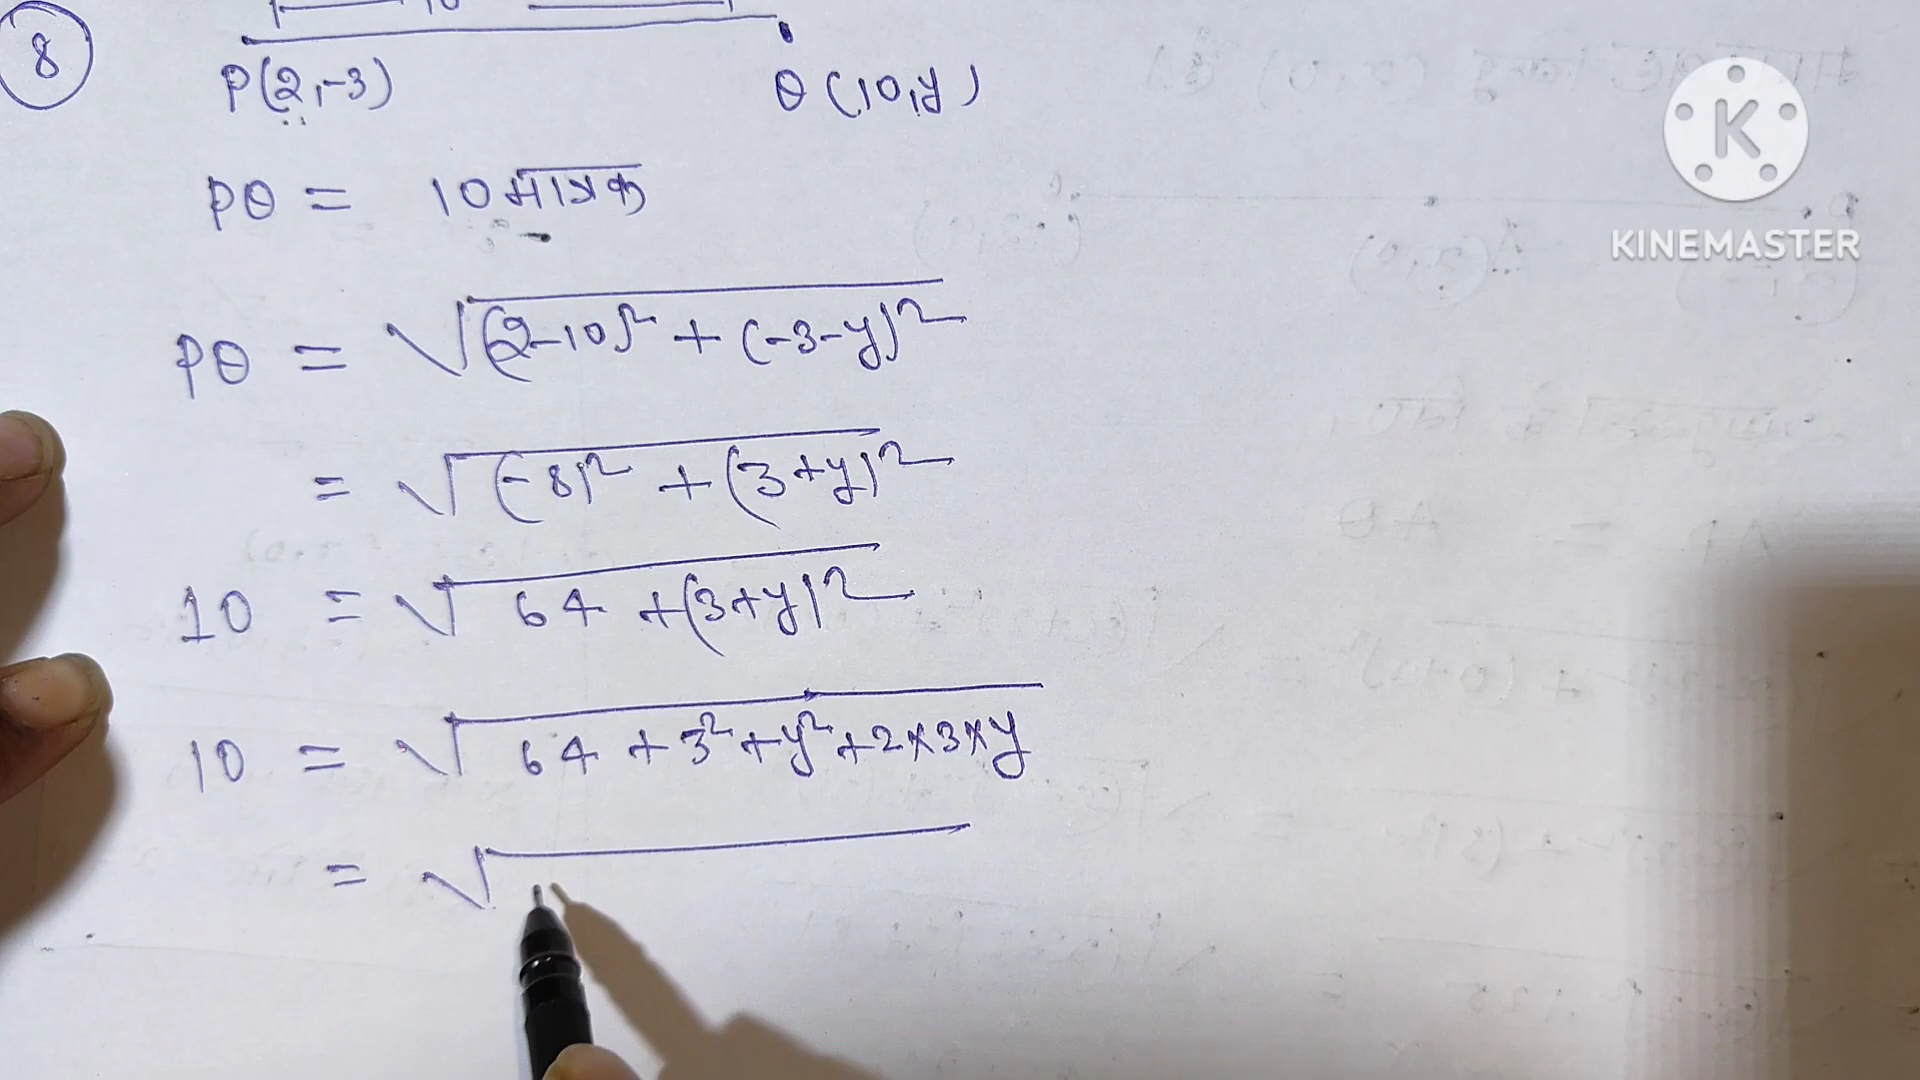 8
10
P(2,-3) Q(10,y)
PQ = 10 मात्रक
PQ = √(2-10)² + (-3-y)²
= √(-8)² + (3+y)²
10 = √64 + (3+y)²
10 = √64 + 3² + y² + 2×3×y
= √
K
KINEMASTER